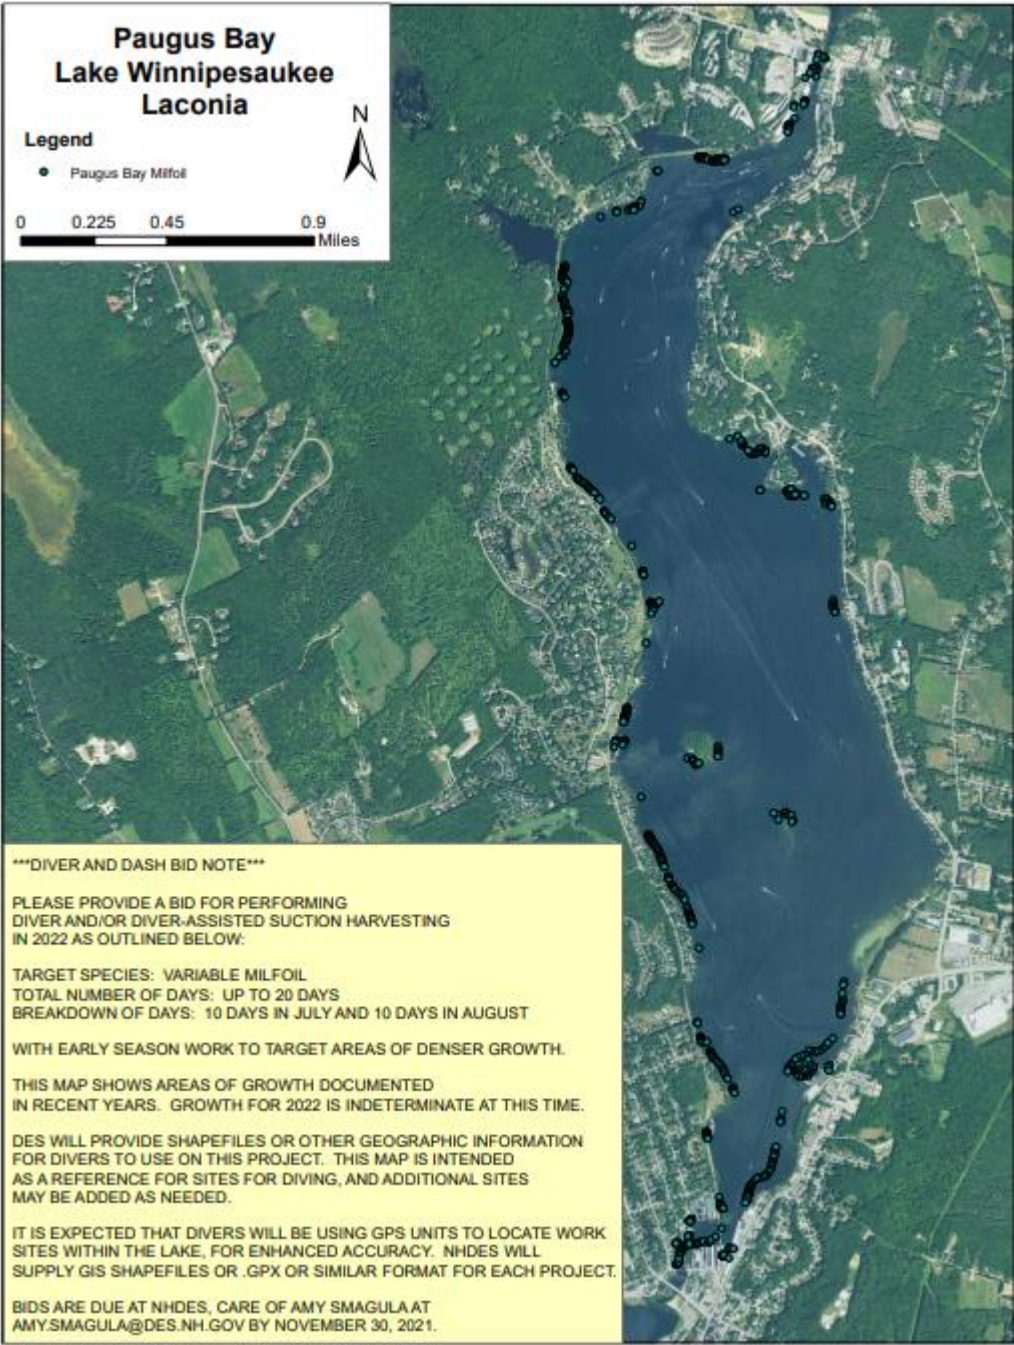 Paugus Bay
Lake Winnipesaukee
Laconia
N
Legend
Paugus Bay Milfoil
0 0.225 0.45 0.9
Miles
***DIVER AND DASH BID NOTE***
PLEASE PROVIDE A BID FOR PERFORMING
DIVER AND/OR DIVER-ASSISTED SUCTION HARVESTING
IN 2022 AS OUTLINED BELOW:
TARGET SPECIES: VARIABLE MILFOIL
TOTAL NUMBER OF DAYS: UP TO 20 DAYS
BREAKDOWN OF DAYS: 10 DAYS IN JULY AND 10 DAYS IN AUGUST
WITH EARLY SEASON WORK TO TARGET AREAS OF DENSER GROWTH.
THIS MAP SHOWS AREAS OF GROWTH DOCUMENTED
IN RECENT YEARS. GROWTH FOR 2022 IS INDETERMINATE AT THIS TIME.
DES WILL PROVIDE SHAPEFILES OR OTHER GEOGRAPHIC INFORMATION
FOR DIVERS TO USE ON THIS PROJECT. THIS MAP IS INTENDED
AS A REFERENCE FOR SITES FOR DIVING, AND ADDITIONAL SITES
MAY BE ADDED AS NEEDED.
IT IS EXPECTED THAT DIVERS WILL BE USING GPS UNITS TO LOCATE WORK
SITES WITHIN THE LAKE, FOR ENHANCED ACCURACY. NHDES WILL
SUPPLY GIS SHAPEFILES OR .GPX OR SIMILAR FORMAT FOR EACH PROJECT.
BIDS ARE DUE AT NHDES, CARE OF AMY SMAGULA AT
AMY.SMAGULA@DES.NH.GOV BY NOVEMBER 30, 2021.